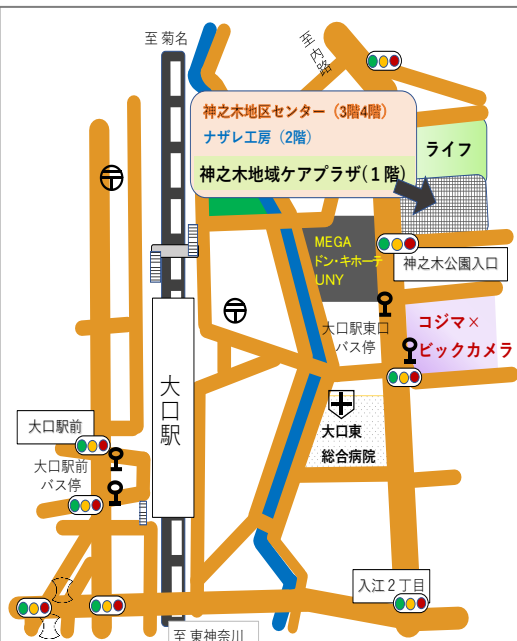 至 菊名
至 内路
神之木地区センター（3階4階）
ナザレ工房（2階）
神之木地域ケアプラザ(１階)
ライフ
MEGA
ドン・キホーテ
UNY
神之木公園入口
大口駅東口
バス停
コジマ×
ビックカメラ
大口駅
大口駅前
大口駅前
バス停
大口東
総合病院
入江２丁目
至 東神奈川